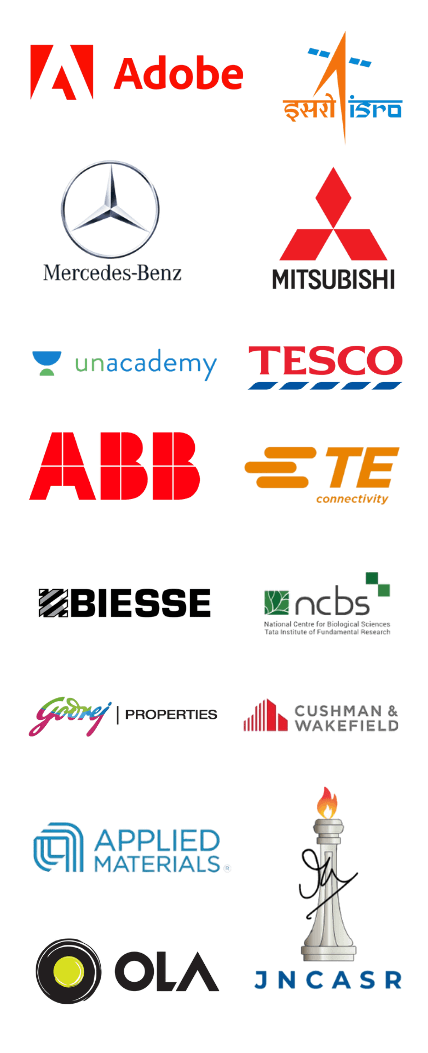 Adobe
इसरो isro
Mercedes-Benz
MITSUBISHI
unacademy
TESCO
ABB
TE
connectivity
BIESSE
ncbs
National Centre for Biological Sciences
Tata Institute of Fundamental Research
Godrej | PROPERTIES
CUSHMAN &
WAKEFIELD
APPLIED
MATERIALS®
JNCASR
OLA